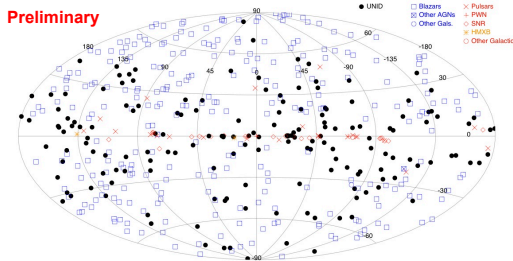 Preliminary
UNID
Blazars
Other AGNs
Other Gals.
Pulsars
PWN
SNR
HMXB
Other Galactic
90
60
-180
180
135
-135
30
45
0
-45
-90
0
-30
-60
-90